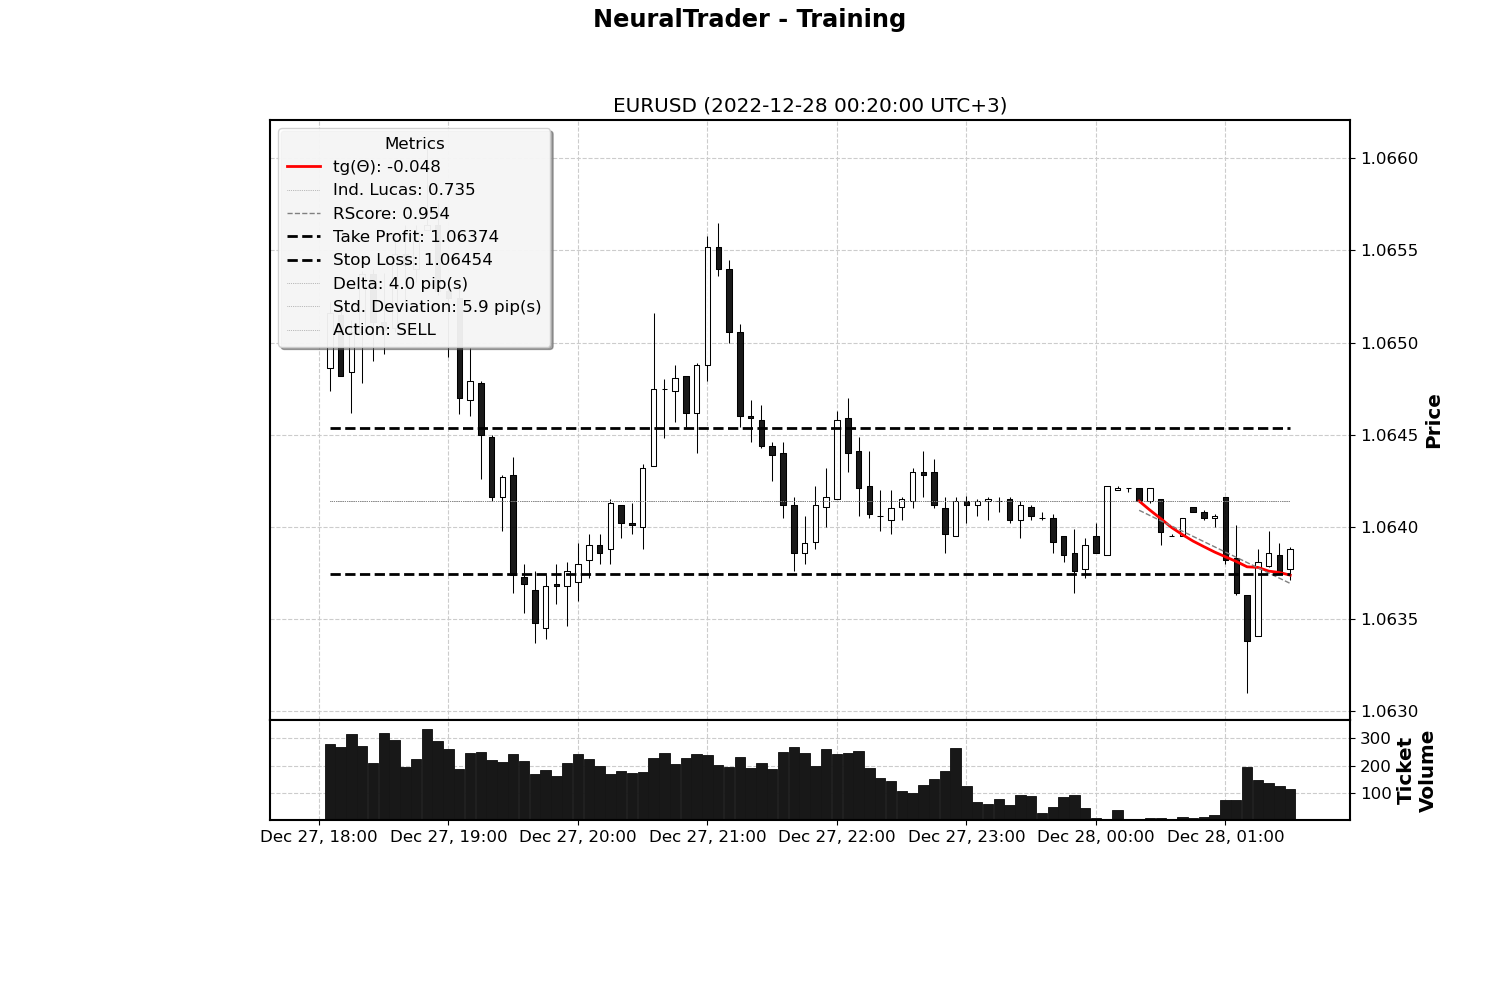 NeuralTrader - Training
EURUSD (2022-12-28 00:20:00 UTC+3)
Metrics
tg(Θ): -0.048
Ind. Lucas: 0.735
RScore: 0.954
Take Profit: 1.06374
Stop Loss: 1.06454
Delta: 4.0 pip(s)
Std. Deviation: 5.9 pip(s)
Action: SELL
1.0660
1.0655
1.0650
1.0645
1.0640
1.0635
1.0630
Price
300
200
100
Ticket
Volume
Dec 27, 18:00 Dec 27, 19:00 Dec 27, 20:00 Dec 27, 21:00 Dec 27, 22:00 Dec 27, 23:00 Dec 28, 00:00 Dec 28, 01:00